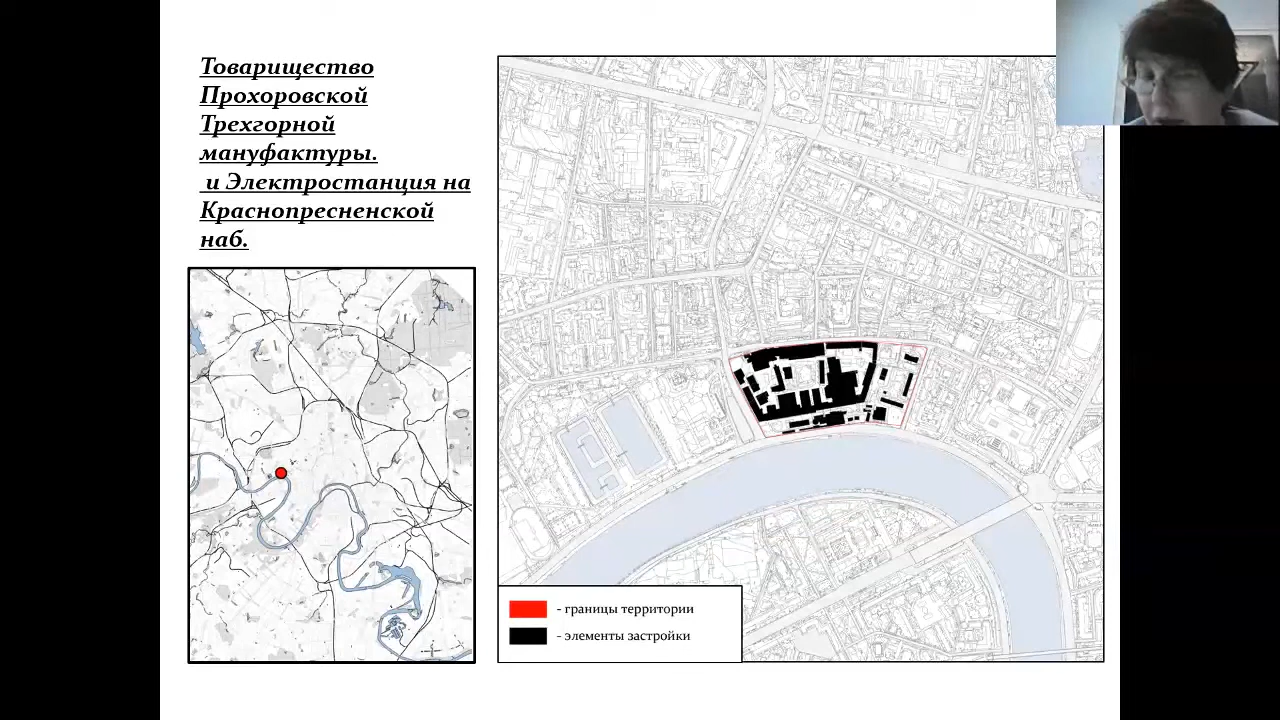 Товарищество
Прохоровской
Трехгорной
мануфактуры.
и Электростанция на
Краснопресненской
наб.
- границы территории
- элементы застройки